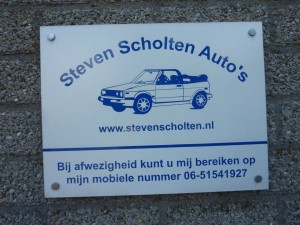 Steven Scholten Auto's
www.stevenscholten.nl
Bij afwezigheid kunt u mij bereiken op
mijn mobiele nummer 06-51541927